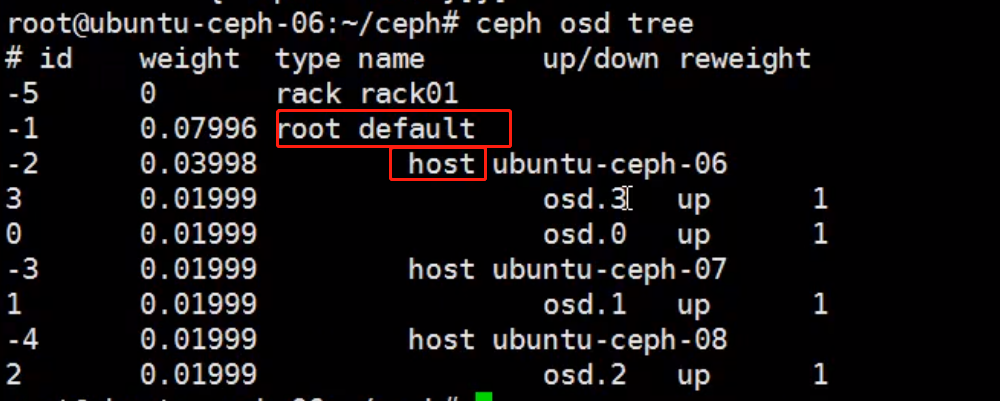 root@ubuntu-ceph-06:~/ceph# ceph osd tree
# id weight type name up/down reweight
-5 0 rack rack01
-1 0.07996 root default
-2 0.03998 host ubuntu-ceph-06
3 0.01999 osd.3 up 1
0 0.01999 osd.0 up 1
-3 0.01999 host ubuntu-ceph-07
1 0.01999 osd.1 up 1
-4 0.01999 host ubuntu-ceph-08
2 0.01999 osd.2 up 1